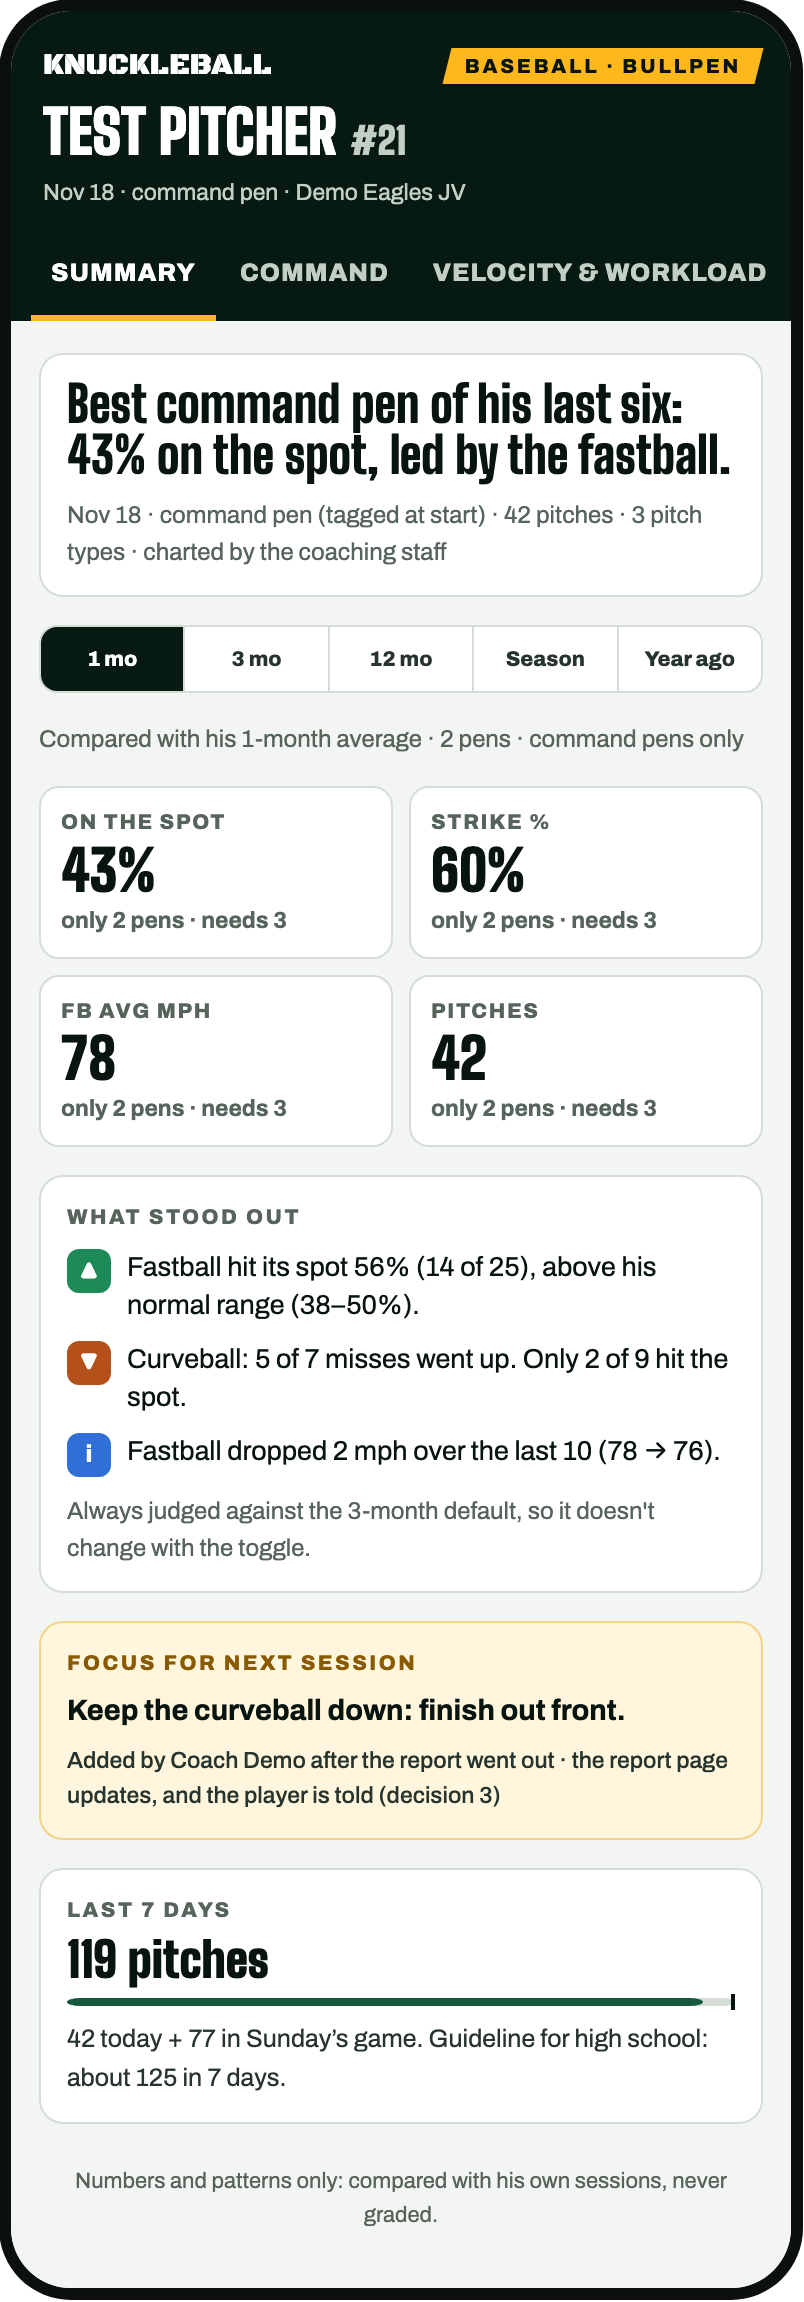 KNUCKLEBALL
BASEBALL · BULLPEN
TEST PITCHER #21
Nov 18 · command pen · Demo Eagles JV
SUMMARY COMMAND VELOCITY & WORKLOAD
Best command pen of his last six:
43% on the spot, led by the fastball.
Nov 18 · command pen (tagged at start) · 42 pitches · 3 pitch
types · charted by the coaching staff
1 mo 3 mo 12 mo Season Year ago
Compared with his 1-month average · 2 pens · command pens only
ON THE SPOT
43%
only 2 pens · needs 3
STRIKE %
60%
only 2 pens · needs 3
FB AVG MPH
78
only 2 pens · needs 3
PITCHES
42
only 2 pens · needs 3
WHAT STOOD OUT
Fastball hit its spot 56% (14 of 25), above his
normal range (38–50%).
Curveball: 5 of 7 misses went up. Only 2 of 9 hit the
spot.
i Fastball dropped 2 mph over the last 10 (78 → 76).
Always judged against the 3-month default, so it doesn't
change with the toggle.
FOCUS FOR NEXT SESSION
Keep the curveball down: finish out front.
Added by Coach Demo after the report went out · the report page
updates, and the player is told (decision 3)
LAST 7 DAYS
119 pitches
42 today + 77 in Sunday’s game. Guideline for high school:
about 125 in 7 days.
Numbers and patterns only: compared with his own sessions, never
graded.